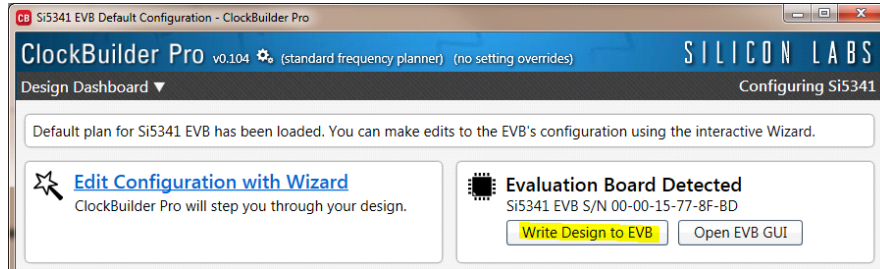 CB Si5341 EVB Default Configuration - ClockBuilder Pro
ClockBuilder Pro v0.104 (standard frequency planner) (no setting overrides) SILICON LABS
Design Dashboard ▼ Configuring Si5341
Default plan for Si5341 EVB has been loaded. You can make edits to the EVB's configuration using the interactive Wizard.
Edit Configuration with Wizard
ClockBuilder Pro will step you through your design.
Evaluation Board Detected
Si5341 EVB S/N 00-00-15-77-8F-BD
Write Design to EVB Open EVB GUI